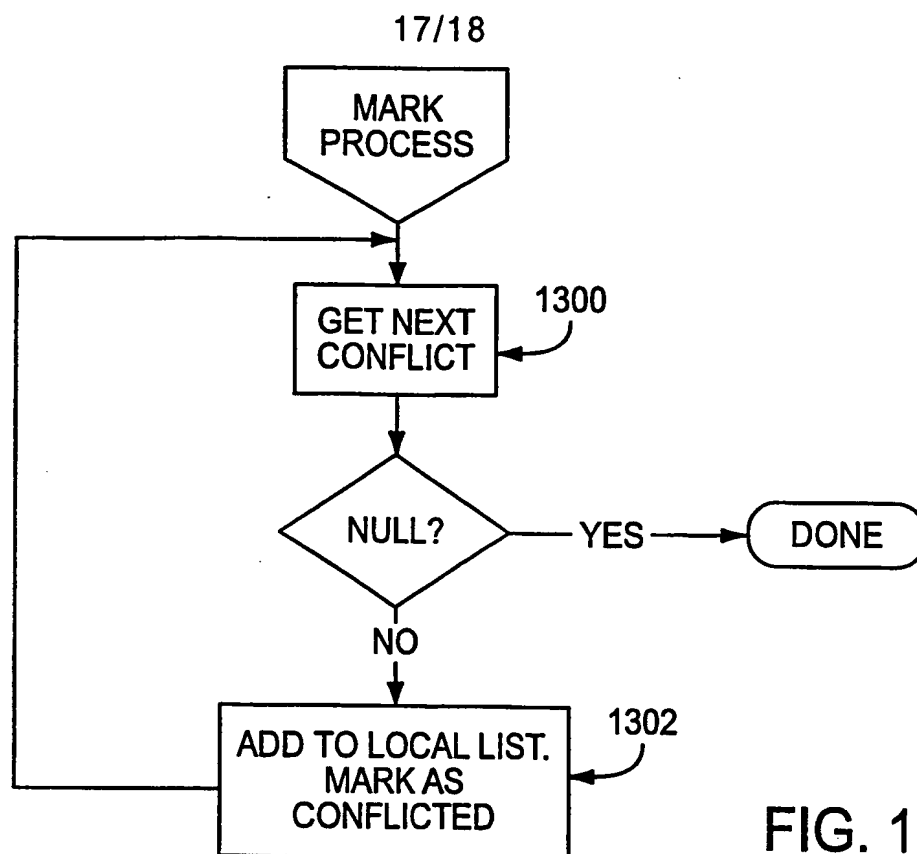 17/18
MARK
PROCESS
GET NEXT
CONFLICT
1300
NULL?
YES
DONE
NO
ADD TO LOCAL LIST.
MARK AS
CONFLICTED
1302
FIG. 1